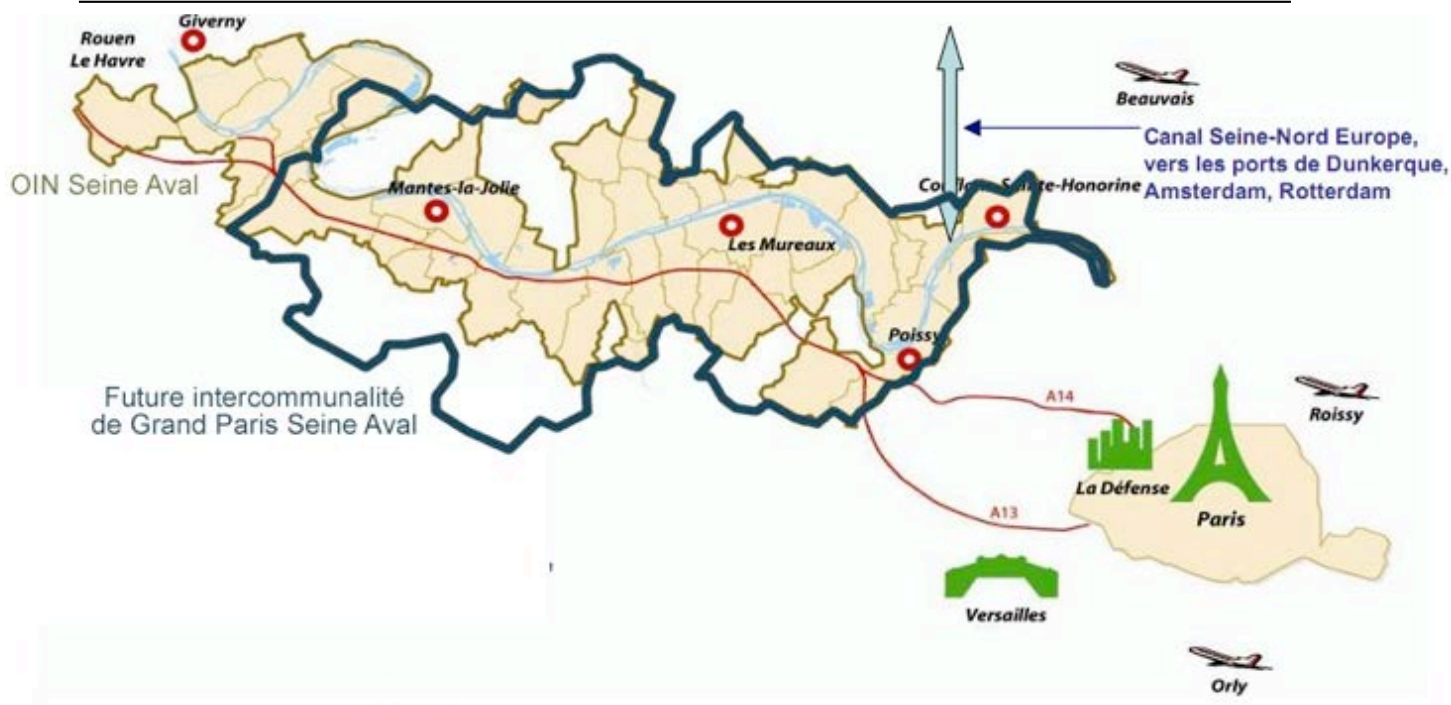 Giverny
Rouen
Le Havre
Beauvais
Canal Seine-Nord Europe,
vers les ports de Dunkerque,
Amsterdam, Rotterdam
OIN Seine Aval
Mantes-la-Jolie
-Honorine
Les Mureaux
Poissy
Future intercommunalité
de Grand Paris Seine Aval
A14
Roissy
La Défense
Paris
A13
Versailles
Orly